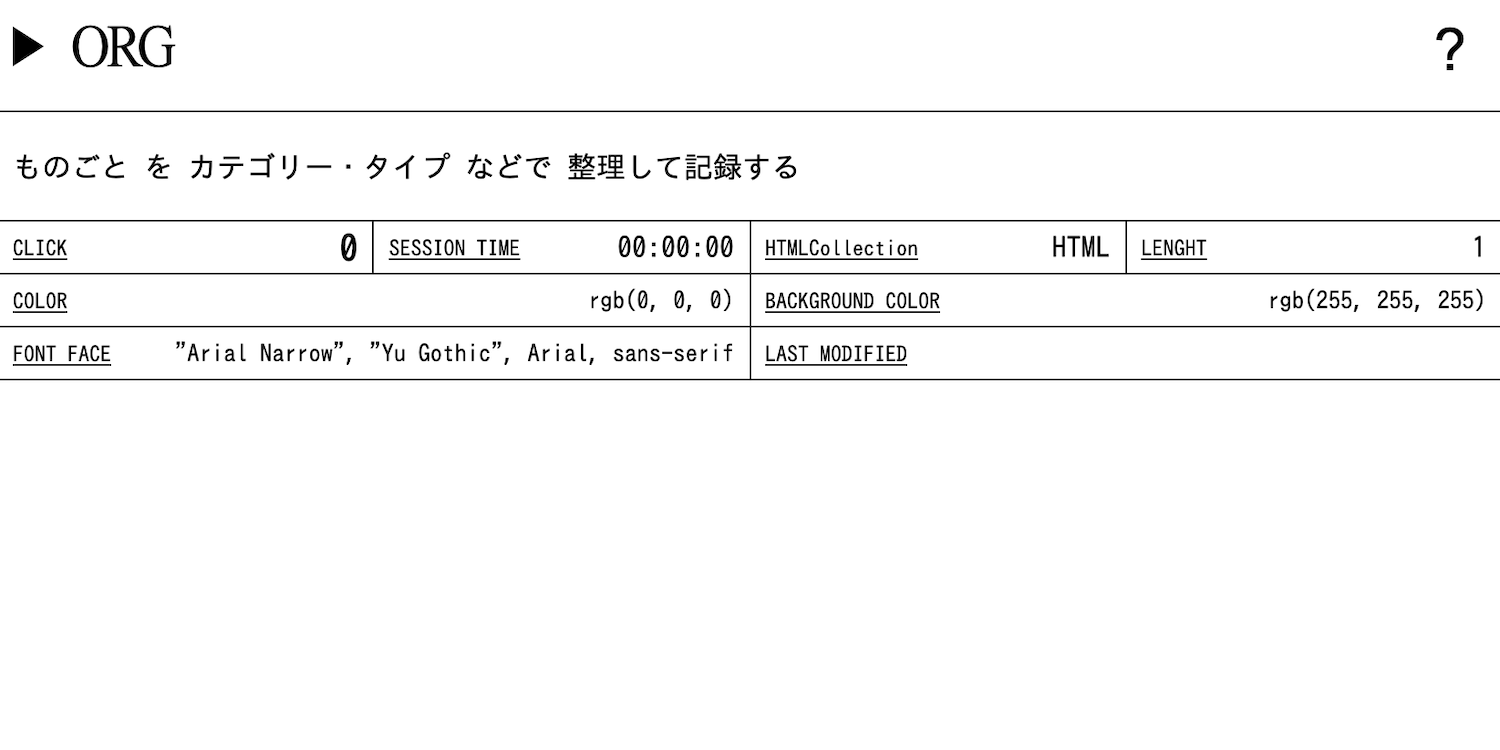 ▶ ORG ?
ものごと を カテゴリー・タイプ などで 整理して記録する
CLICK 0 SESSION TIME 00:00:00 HTMLCollection HTML LENGHT 1
COLOR rgb(0, 0, 0) BACKGROUND COLOR rgb(255, 255, 255)
FONT FACE ”Arial Narrow”, ”Yu Gothic”, Arial, sans-serif LAST MODIFIED